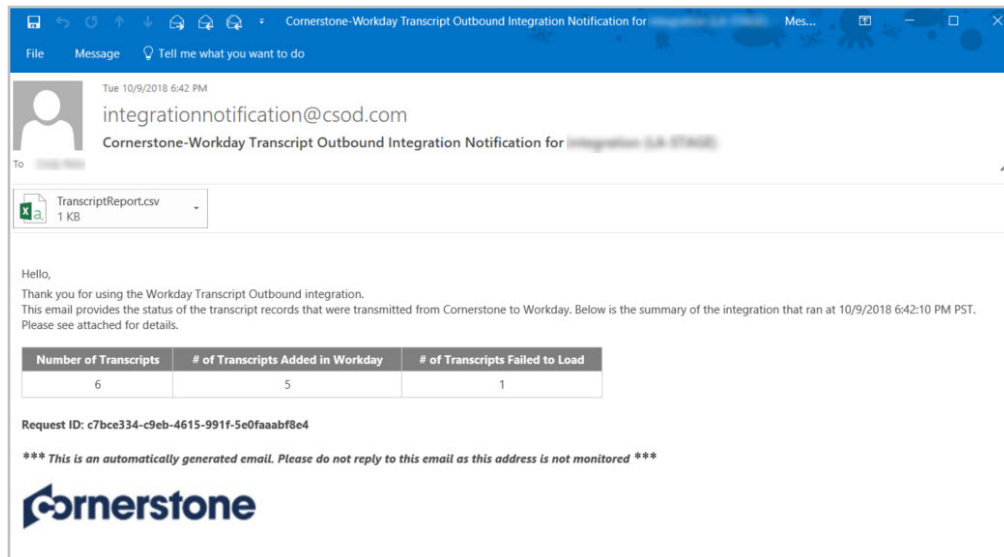 Cornerstone-Workday Transcript Outbound Integration Notification for
Mes...
File Message Tell me what you want to do
Tue 10/9/2018 6:42 PM
integrationnotification@csod.com
Cornerstone-Workday Transcript Outbound Integration Notification for
To
TranscriptReport.csv
1 KB
Hello,
Thank you for using the Workday Transcript Outbound integration.
This email provides the status of the transcript records that were transmitted from Cornerstone to Workday. Below is the summary of the integration that ran at 10/9/2018 6:42:10 PM PST.
Please see attached for details.
Number of Transcripts # of Transcripts Added in Workday # of Transcripts Failed to Load
6 5 1
Request ID: c7bce334-c9eb-4615-991f-5e0faaabf8e4
*** This is an automatically generated email. Please do not reply to this email as this address is not monitored ***
Cornerstone